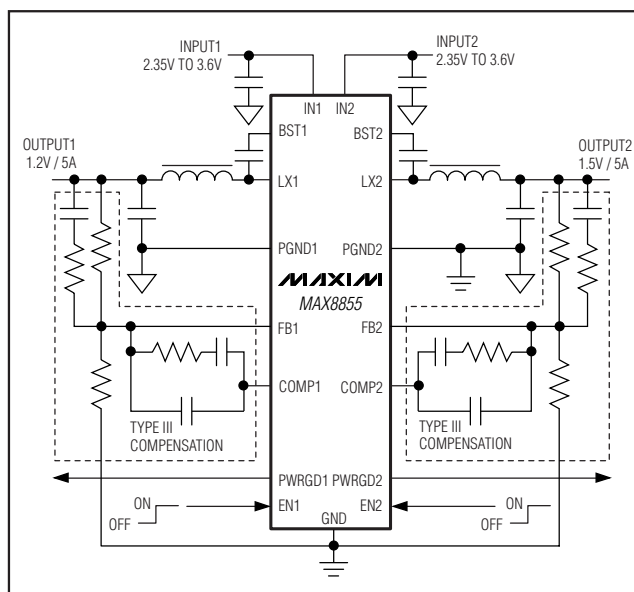 INPUT1
2.35V TO 3.6V
INPUT2
2.35V TO 3.6V
IN1
IN2
BST1
BST2
OUTPUT1
1.2V / 5A
OUTPUT2
1.5V / 5A
LX1
LX2
PGND1
PGND2
MAXIM
MAX8855
FB1
FB2
COMP1
COMP2
TYPE III
COMPENSATION
TYPE III
COMPENSATION
PWRGD1
PWRGD2
ON
OFF
EN1
EN2
ON
OFF
GND